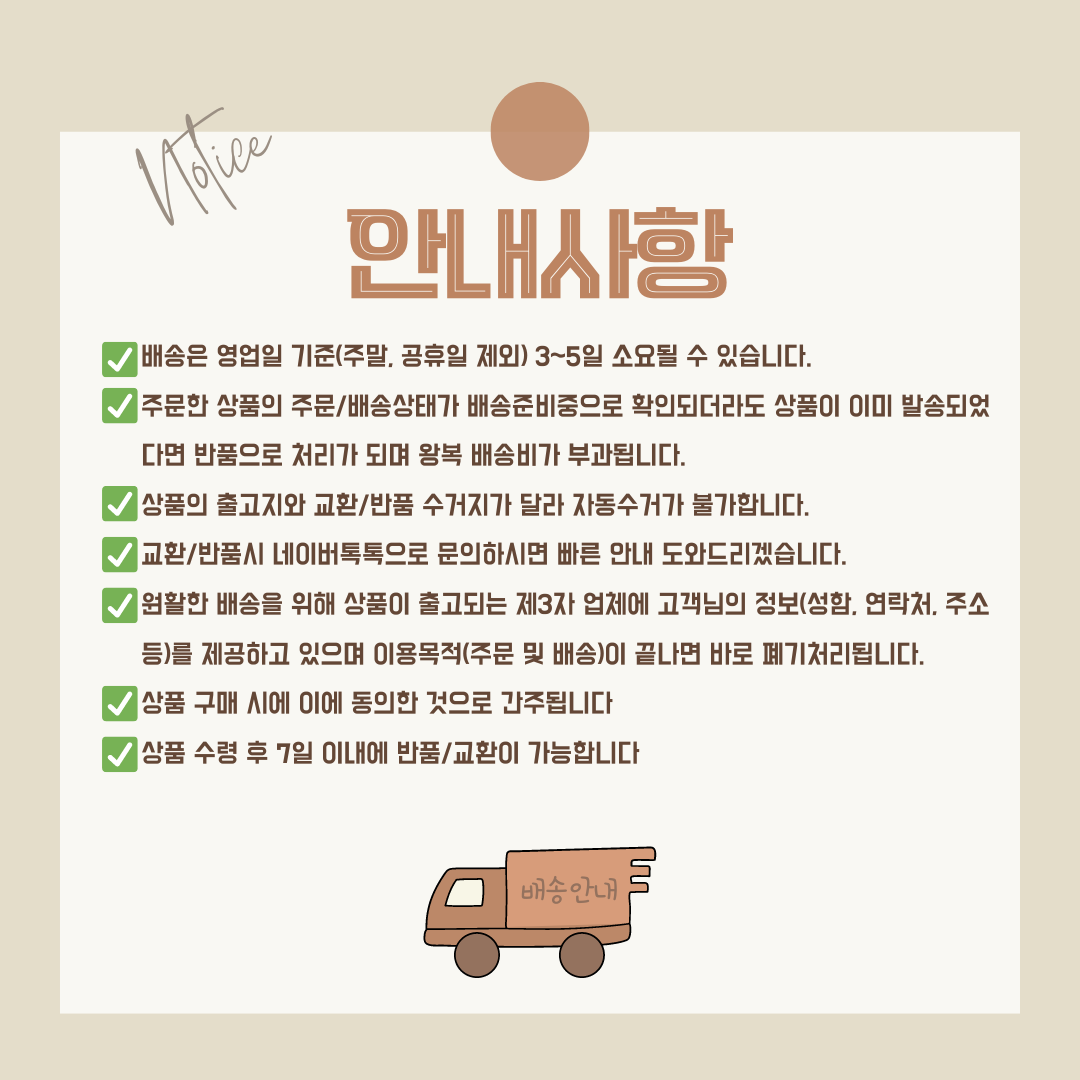 Notice
안내사항
배송은 영업일 기준(주말, 공휴일 제외) 3~5일 소요될 수 있습니다.
주문한 상품의 주문/배송상태가 배송준비중으로 확인되더라도 상품이 이미 발송되었
다면 반품으로 처리가 되며 왕복 배송비가 부과됩니다.
상품의 출고지와 교환/반품 수거지가 달라 자동수거가 불가합니다.
교환/반품시 네이버톡톡으로 문의하시면 빠른 안내 도와드리겠습니다.
원활한 배송을 위해 상품이 출고되는 제3자 업체에 고객님의 정보(성함, 연락처, 주소
등)를 제공하고 있으며 이용목적(주문 및 배송)이 끝나면 바로 폐기처리됩니다.
상품 구매 시에 이에 동의한 것으로 간주됩니다
상품 수령 후 7일 이내에 반품/교환이 가능합니다
배송안내